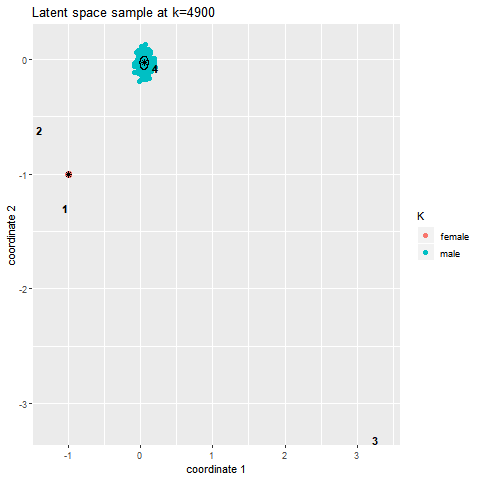 Latent space sample at k=4900
0
4
2
-1
1
K
female
male
coordinate 2
-2
-3
3
-1 0 1 2 3
coordinate 1